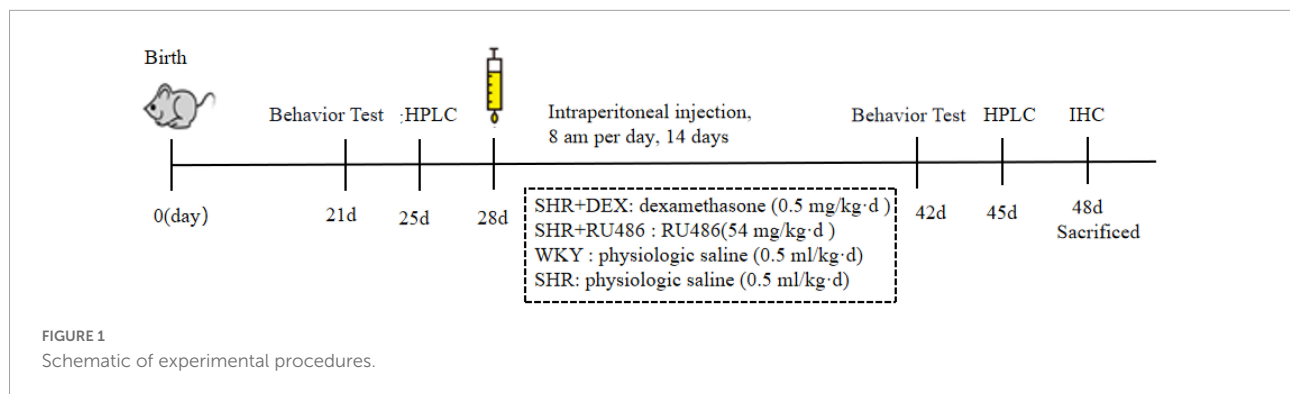 Birth
Behavior Test
:HPLC
Intraperitoneal injection,
8 am per day, 14 days
Behavior Test
HPLC
IHC
0(day)
21d
25d
28d
SHR+DEX: dexamethasone (0.5 mg/kg·d )
SHR+RU486 : RU486(54 mg/kg·d )
WKY : physiologic saline (0.5 ml/kg·d)
SHR: physiologic saline (0.5 ml/kg·d)
42d
45d
48d
Sacrificed
FIGURE 1
Schematic of experimental procedures.